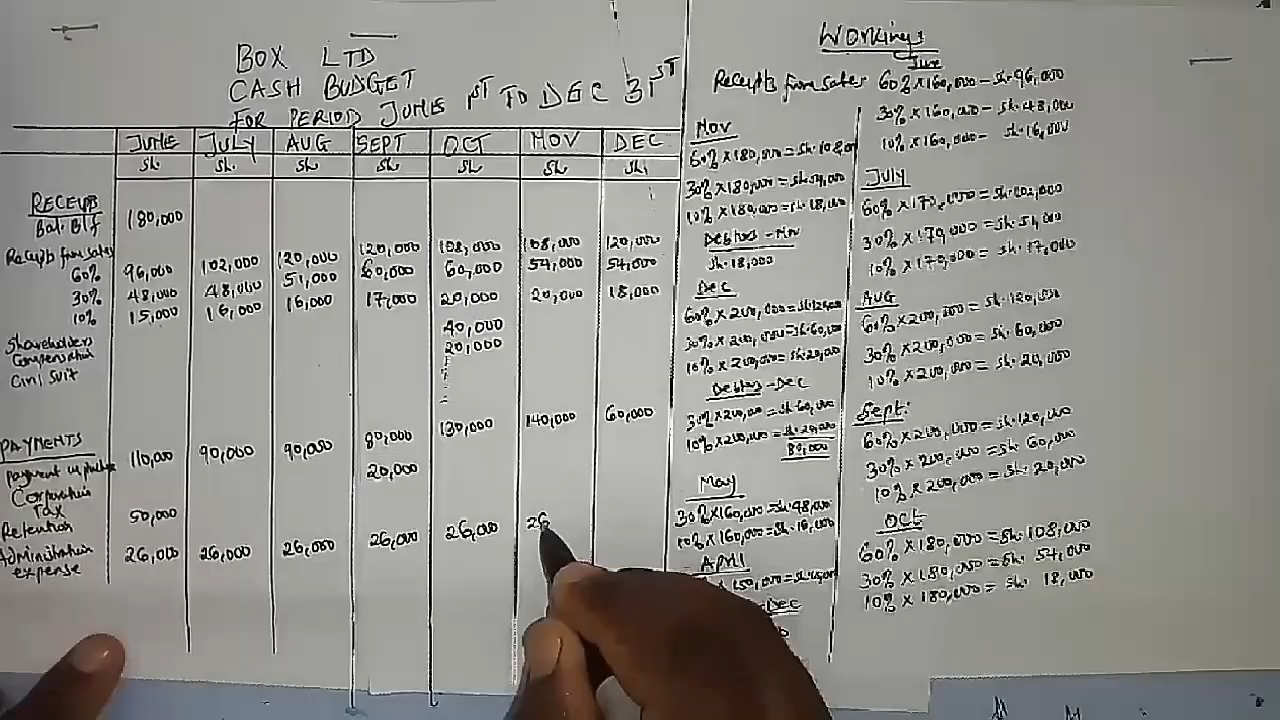 BOX LTD
CASH BUDGET
FOR PERIOD JUNE 1ST TO DEC 31ST
JUNE JULY AUG SEPT OCT NOV DEC
Sh. Sh. Sh. Sh. Sh. Sh. Sh.
RECEIPTS
Bal. B/f 180,000
Receipts from sales
60% 96,000 102,000 120,000 120,000 108,000 108,000 120,000
30% 48,000 48,000 51,000 60,000 60,000 54,000 54,000
10% 15,000 16,000 16,000 17,000 20,000 20,000 18,000
Shareholders 40,000
Compensation 20,000
Civil Suit
PAYMENTS
Payment 110,000 90,000 90,000 80,000 130,000 140,000 60,000
Corporation Tax 20,000
Retention 50,000
Administration expense 26,000 26,000 26,000 26,000 26,000 26
Workings
June
Receipts from sales 60% x 160,000 - sh. 96,000
30% x 160,000 - sh. 48,000
10% x 160,000 - sh. 16,000
Nov
60% x 180,000 = sh. 108,000
30% x 180,000 = sh. 54,000
10% x 180,000 = sh. 18,000
Debtors - Nov
sh. 18,000
Dec
60% x 200,000 = sh. 120,000
30% x 200,000 = sh. 60,000
10% x 200,000 = sh. 20,000
Debtors - Dec
30% x 200,000 = sh. 60,000
10% x 200,000 = sh. 20,000
80,000
May
30% x 160,000 = sh. 48,000
10% x 160,000 = sh. 16,000
April
x 150,000 = sh. 15,000
Dec
July
60% x 170,000 = sh. 102,000
30% x 170,000 = sh. 51,000
10% x 170,000 = sh. 17,000
AUG
60% x 200,000 = sh. 120,000
30% x 200,000 = sh. 60,000
10% x 200,000 = sh. 20,000
Sept:
60% x 200,000 = sh. 120,000
30% x 200,000 = sh. 60,000
10% x 200,000 = sh. 20,000
OCT
60% x 180,000 = sh. 108,000
30% x 180,000 = sh. 54,000
10% x 180,000 = sh. 18,000